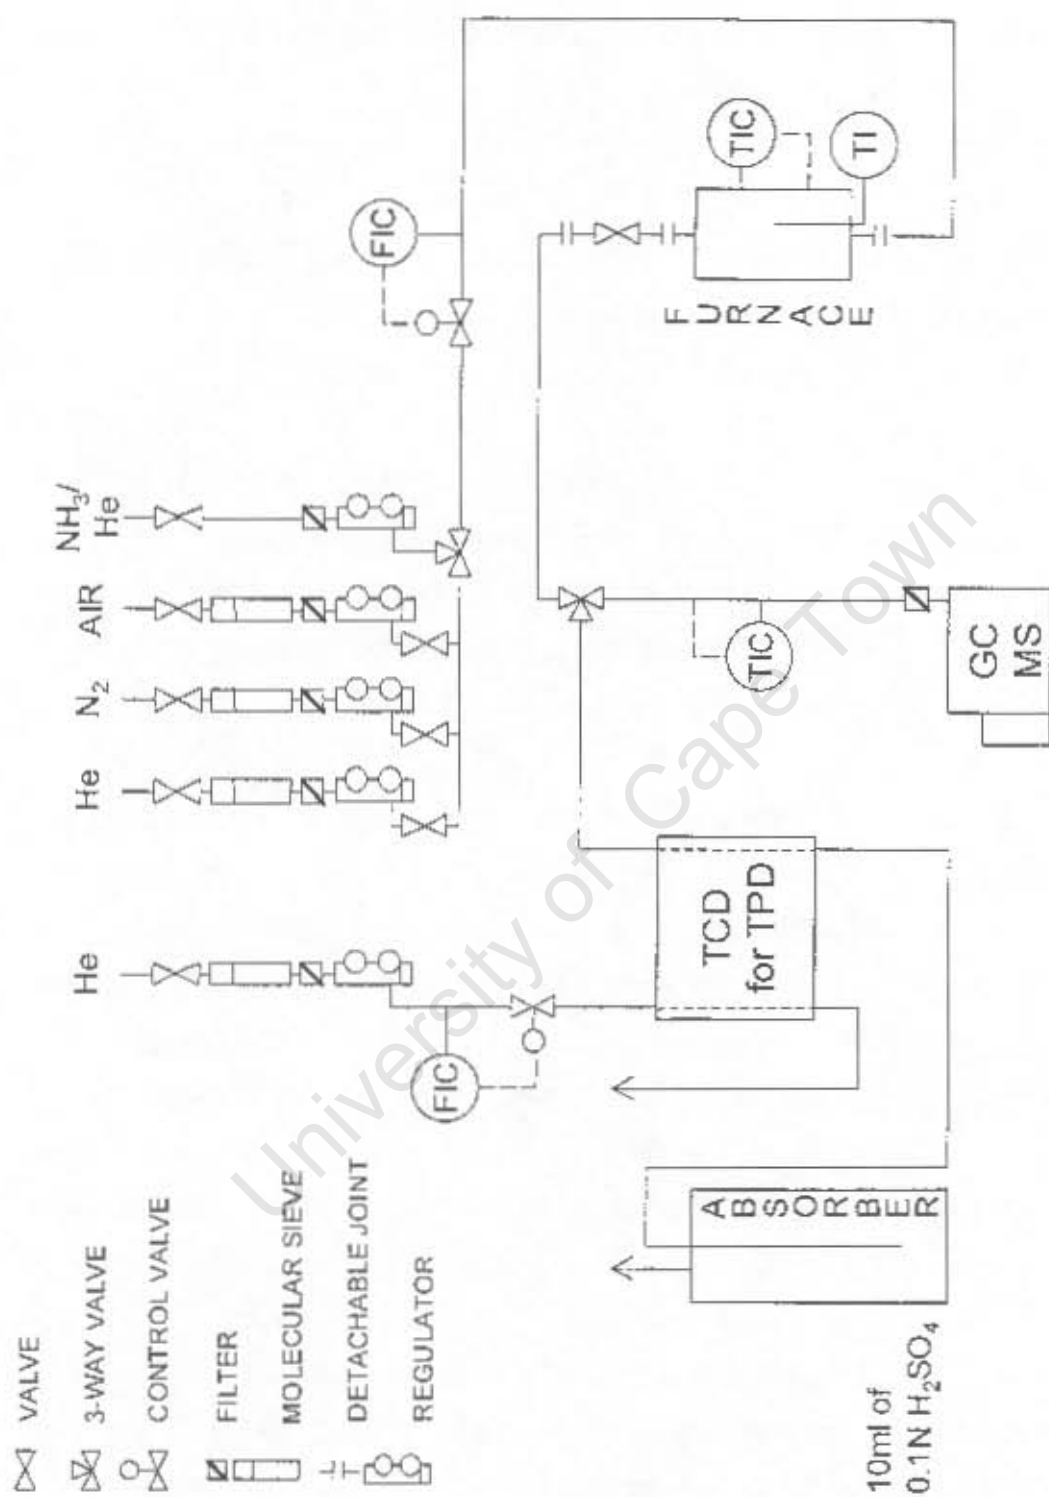 He
He
N2
AIR
NH3/
He
FIC
FIC
TIC
TI
FURNACE
TIC
GC
MS
TCD
for TPD
ABSORBER
10ml of
0.1N H2SO4
VALVE
3-WAY VALVE
CONTROL VALVE
FILTER
MOLECULAR SIEVE
DETACHABLE JOINT
REGULATOR
University of Cape Town